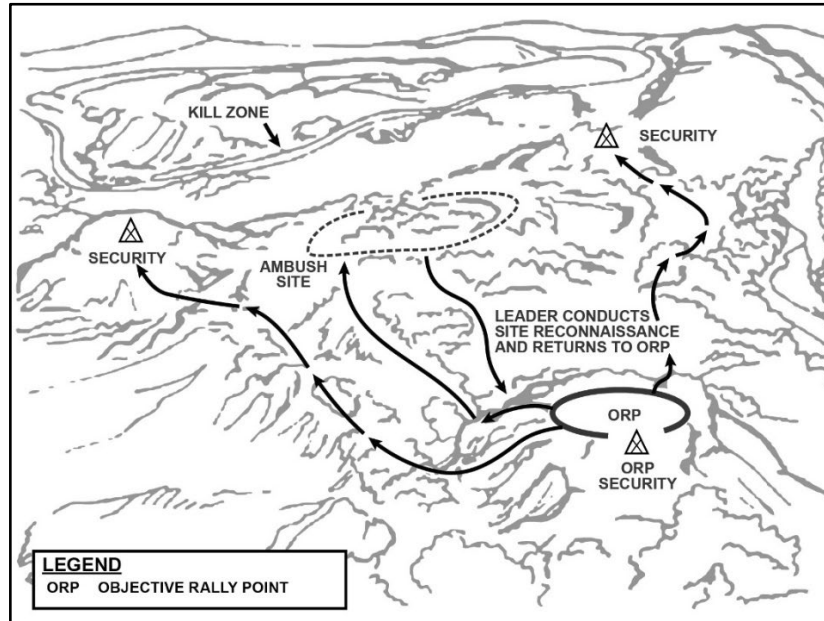 KILL ZONE
SECURITY
SECURITY
AMBUSH
SITE
LEADER CONDUCTS
SITE RECONNAISSANCE
AND RETURNS TO ORP
ORP
ORP
SECURITY
LEGEND
ORP OBJECTIVE RALLY POINT